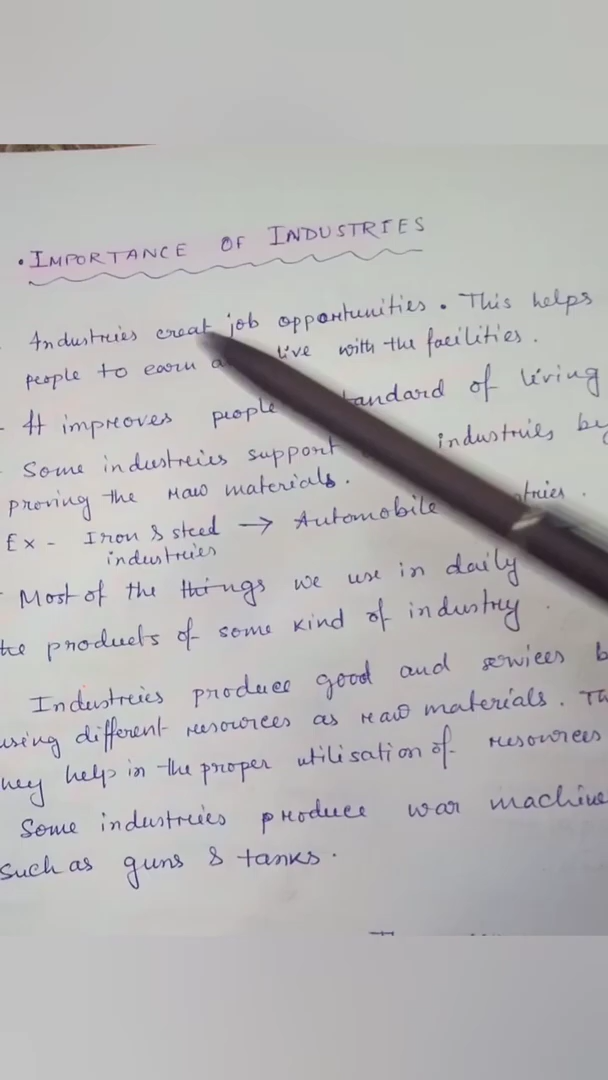 • IMPORTANCE OF INDUSTRIES
Industries creat job opportunities. This helps
people to earn a live with the facilities.
- It improves people standard of living
Some industries support industries by
proving the raw materials.
Ex - Iron & steed → Automobile
industries
- Most of the things we use in daily
the products of some kind of industry.
Industries produce good and services b
using different resources as raw materials. Th
hey help in the proper utilisation of resources
Some industries produce war machine
such as guns & tanks.